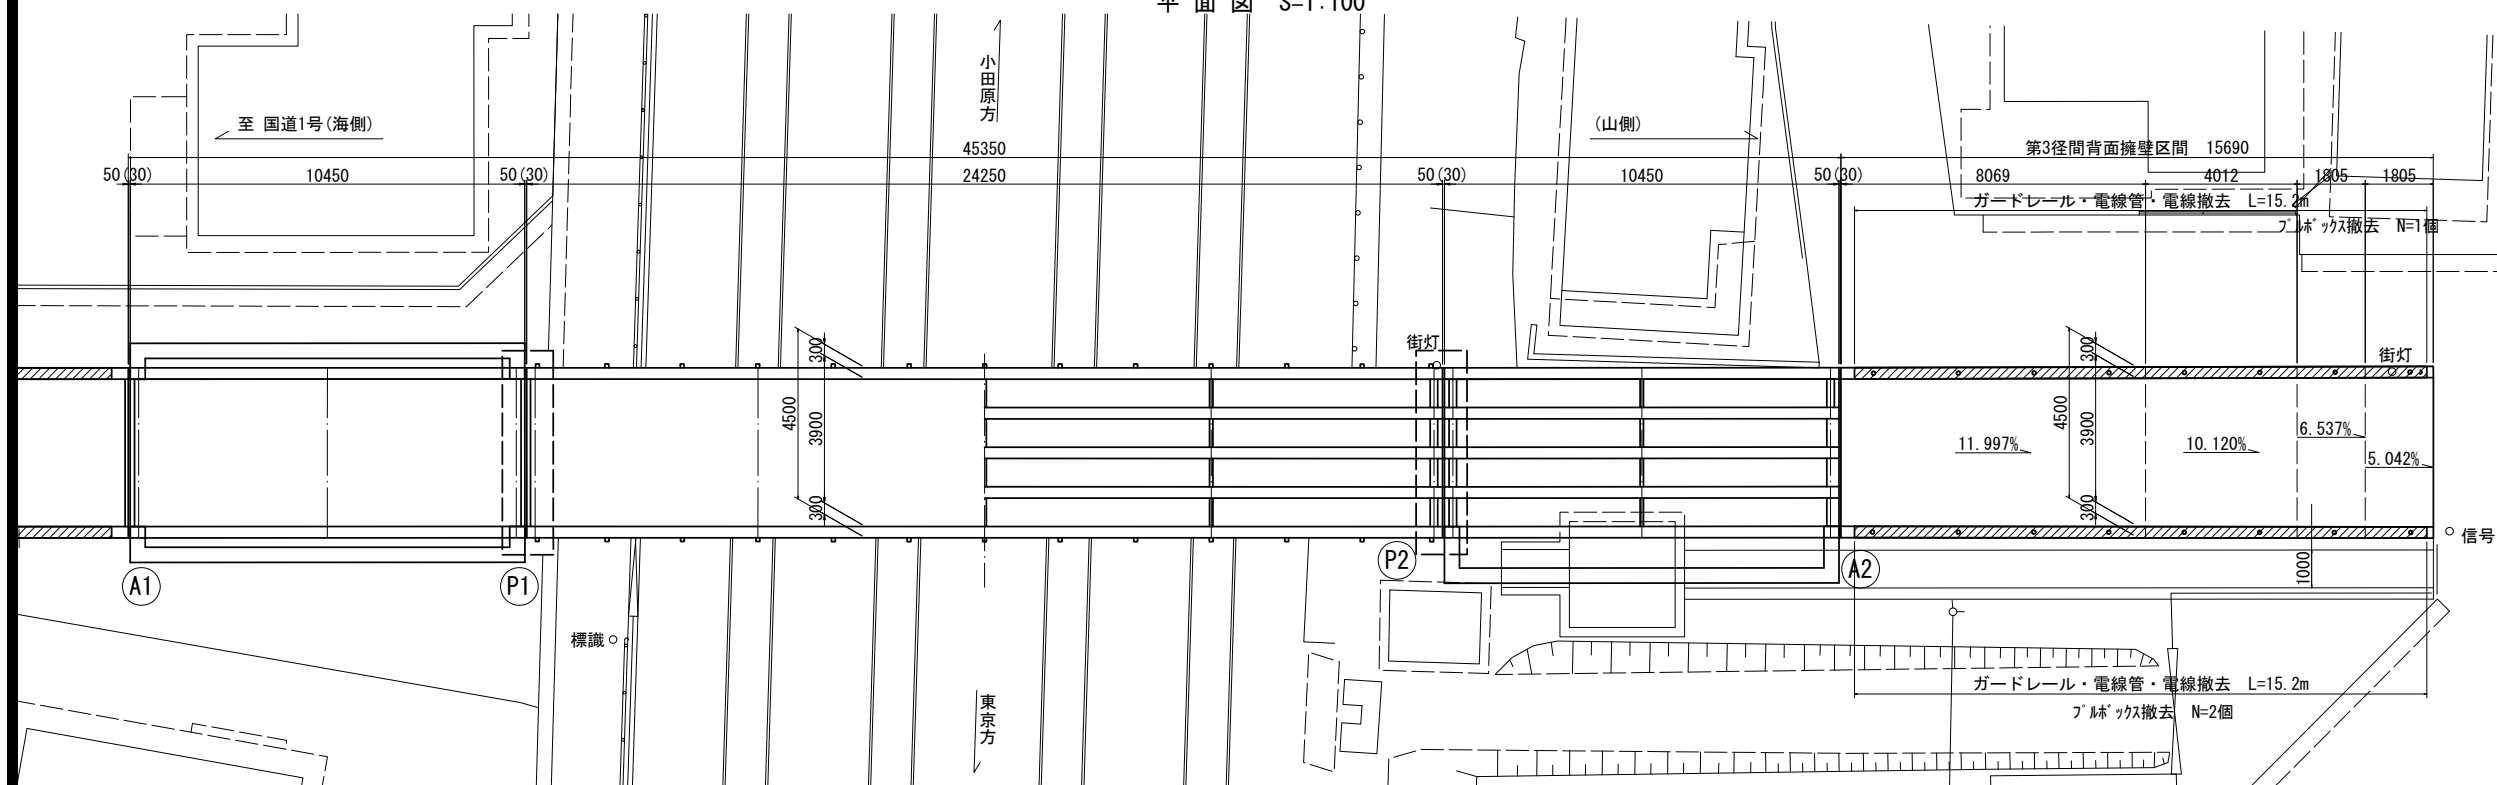 平 面 図 S=1:100
小田原方
至 国道1号(海側)
(山側)
45350
第3径間背面擁壁区間 15690
50(30)
10450
50(30)
24250
50(30)
10450
50(30)
8069
4012
1805
1805
ガードレール・電線管・電線撤去 L=15.2m
プルボックス撤去 N=1個
街灯
街灯
300
4500
3900
300
300
4500
3900
300
11.997%
10.120%
6.537%
5.042%
信号
1000
A1
P1
P2
A2
標識
東京方
ガードレール・電線管・電線撤去 L=15.2m
プルボックス撤去 N=2個